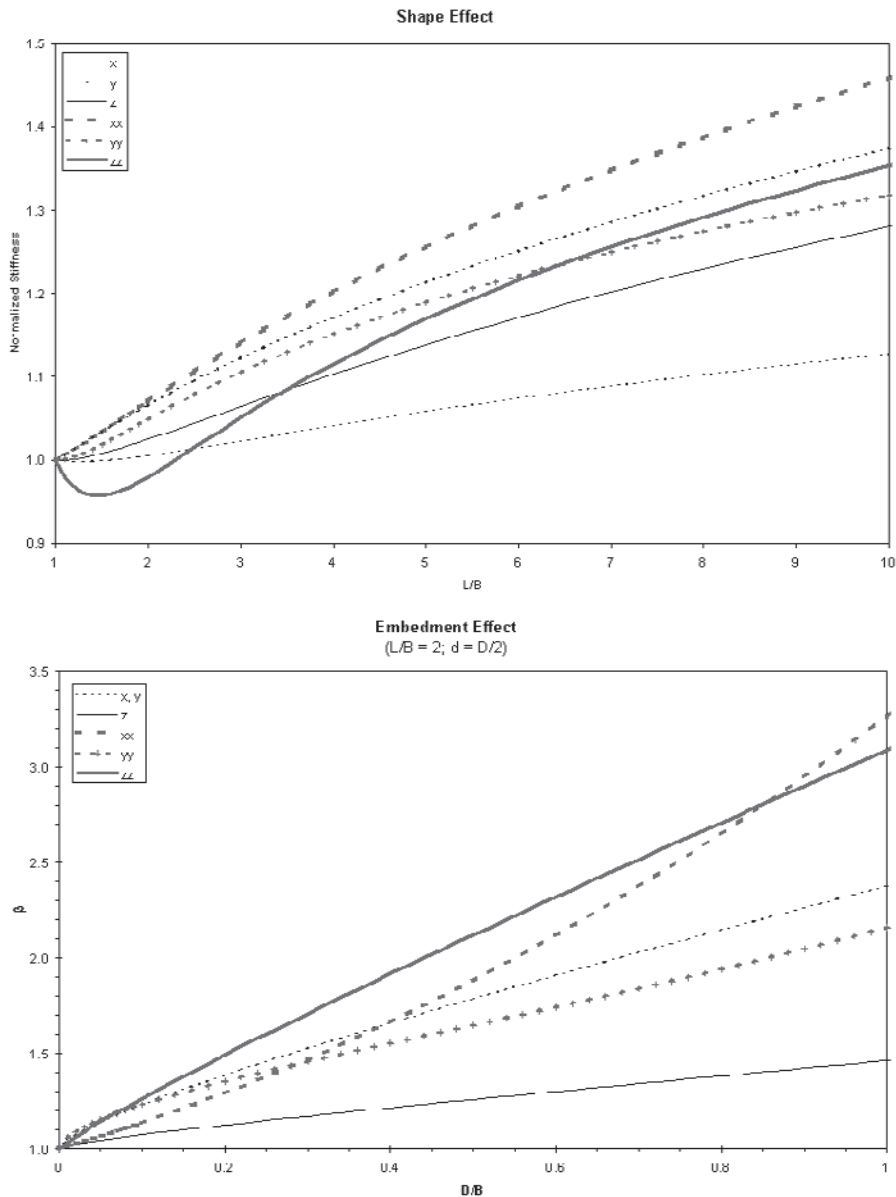 Shape Effect
1.5
1.4
1.3
1.2
1.1
1.0
0.9
Normalized Stiffness
x
y
z
xx
yy
zz
1 2 3 4 5 6 7 8 9 10
L/B
Embedment Effect
(L/B = 2; d = D/2)
3.5
3.0
2.5
2.0
1.5
1.0
β
x, y
z
xx
yy
zz
0 0.2 0.4 0.6 0.8 1
D/B